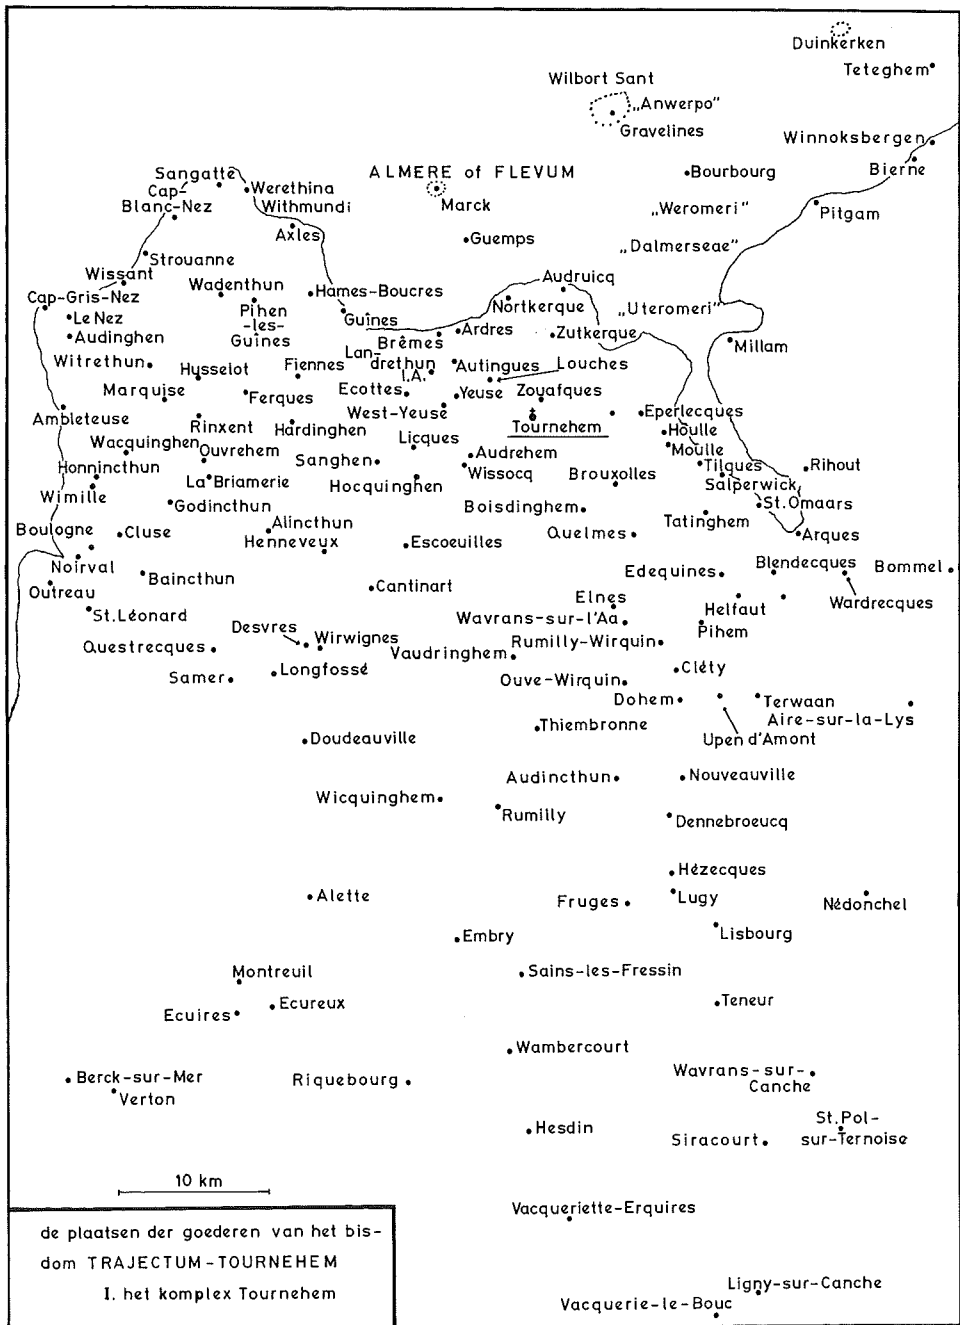 Duinkerken
Teteghem
Wilbort Sant
„Anwerpo”
Gravelines
Winnoksbergen
Bierne
Sangatte
Cap-
Blanc-Nez
Werethina
Withmundi
ALMERE of FLEVUM
Marck
Bourbourg
„Weromeri”
Pitgam
Axles
Guemps
„Dalmerseae”
Strouanne
Wissant
Wadenthun
Hames-Boucres
Audruicq
Cap-Gris-Nez
Nortkerque
„Uteromeri”
Le Nez
Pihen
-les-
Guînes
Guînes
Audinghen
Brêmes
Ardres
Zutkerque
Millam
Witrethun
Husselot
Fiennes
Lan-
drethun
I.A.
Autingues
Louches
Marquise
Ferques
Ecottes
Yeuse
Zouafques
Ambleteuse
Rinxent
Hardinghen
West-Yeuse
Tournehem
Eperlecques
Houlle
Wacquinghen
Ouvrehem
Licques
Audrehem
Moulle
Honnincthun
Sanghen
Wissocq
Brouxolles
Tilques
Rihout
Wimille
La Briamerie
Hocquinghen
Salperwick
Godincthun
Boisdinghem
St.Omaars
Boulogne
Cluse
Alincthun
Tatinghem
Henneveux
Escoeuilles
Quelmes
Arques
Noirval
Baincthun
Edequines
Blendecques
Bommel
Outreau
Cantinart
Wardrecques
St.Léonard
Elnes
Helfaut
Wavrans-sur-l'Aa
Pihem
Desvres
Wirwignes
Questrecques
Vaudringhem
Rumilly-Wirquin
Samer
Longfossé
Cléty
Ouve-Wirquin
Dohem
Terwaan
Aire-sur-la-Lys
Thiembronne
Upen d'Amont
Doudeauville
Audincthun
Nouveauville
Wicquinghem
Rumilly
Dennebroeucq
Hézecques
Alette
Fruges
Lugy
Nédonchel
Embry
Lisbourg
Montreuil
Sains-les-Fressin
Ecureux
Teneur
Ecuires
Wambercourt
Berck-sur-Mer
Riquebourg
Wavrans-sur-
Canche
Verton
Hesdin
St.Pol-
sur-Ternoise
Siracourt
10 km
Vacqueriette-Erquires
de plaatsen der goederen van het bis-
dom TRAJECTUM-TOURNEHEM
I. het komplex Tournehem
Ligny-sur-Canche
Vacquerie-le-Bouc